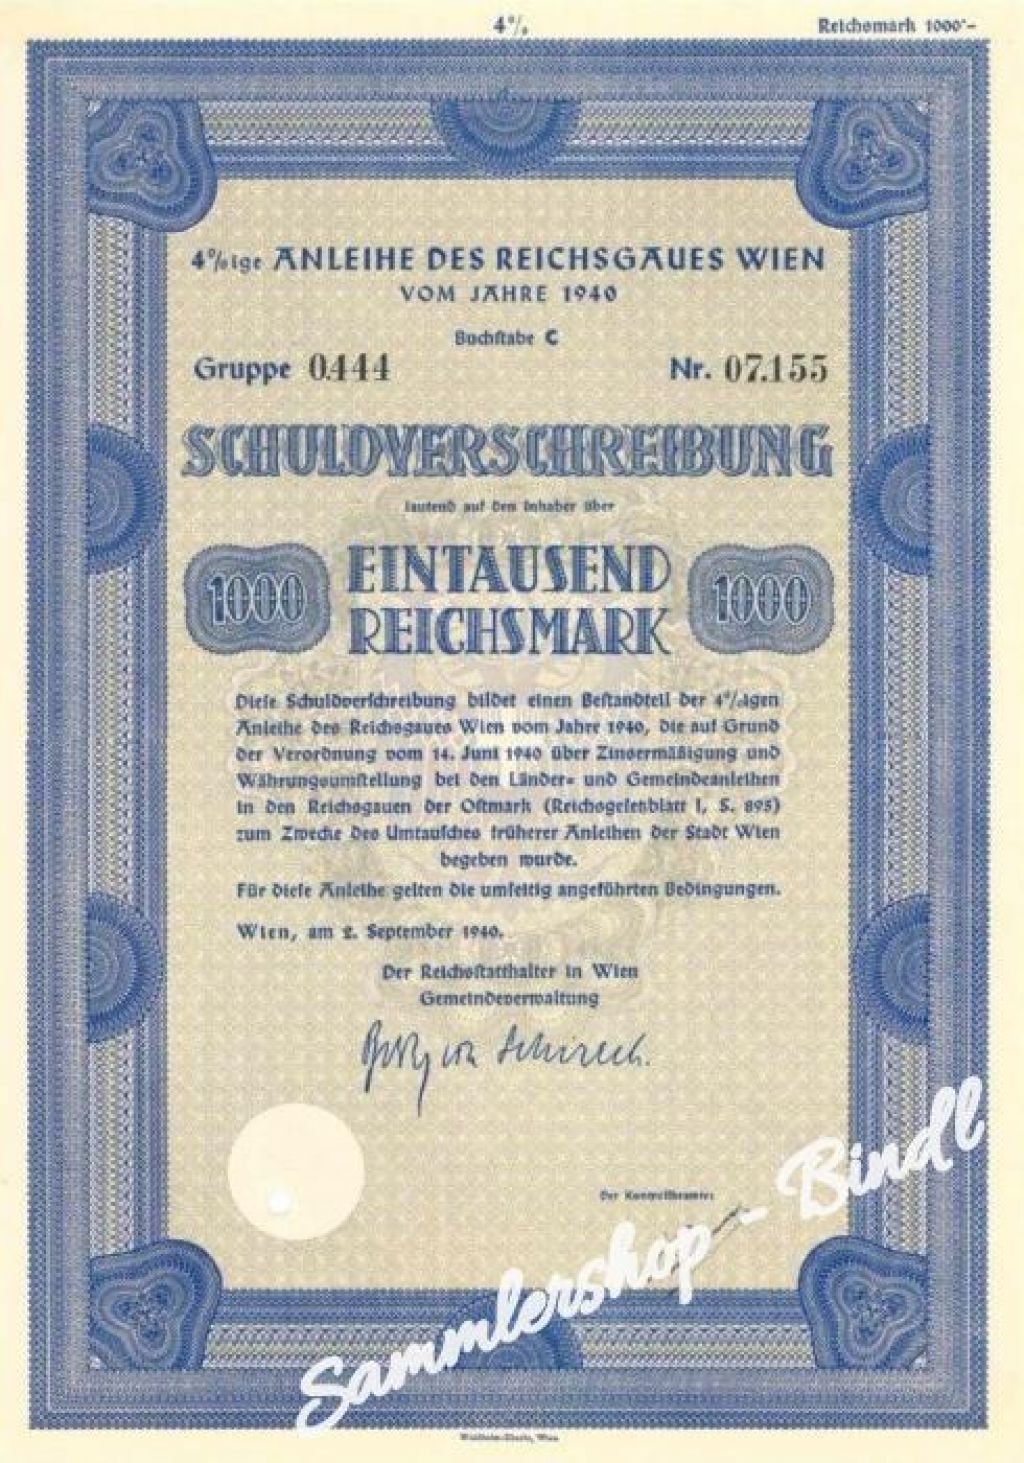 4%
Reichsmark 1000·–
4%ige ANLEIHE DES REICHSGAUES WIEN
VOM JAHRE 1940
Buchstabe C
Gruppe 0.444
Nr. 07.155
SCHULDVERSCHREIBUNG
lautend auf den Inhaber über
1000
EINTAUSEND
REICHSMARK
1000
Diese Schuldverschreibung bildet einen Bestandteil der 4%igen
Anleihe des Reichsgaues Wien vom Jahre 1940, die auf Grund
der Verordnung vom 14. Juni 1940 über Zinsermäßigung und
Währungsumstellung bei den Länder- und Gemeindeanleihen
in den Reichsgauen der Ostmark (Reichsgesetzblatt I, S. 895)
zum Zwecke des Umtausches früherer Anleihen der Stadt Wien
begeben wurde.
Für diese Anleihe gelten die umseitig angeführten Bedingungen.
Wien, am 2. September 1940.
Der Reichsstatthalter in Wien
Gemeindeverwaltung
von Schirach.
Der Kontrollbeamte:
Sammlershop - Bindl
Wien